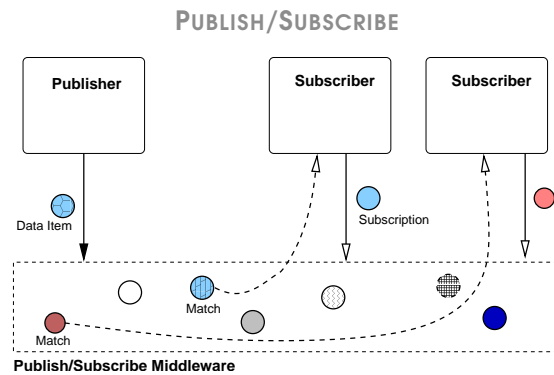 PUBLISH/SUBSCRIBE
Publisher
Subscriber
Subscriber
Data Item
Subscription
Match
Match
Publish/Subscribe Middleware